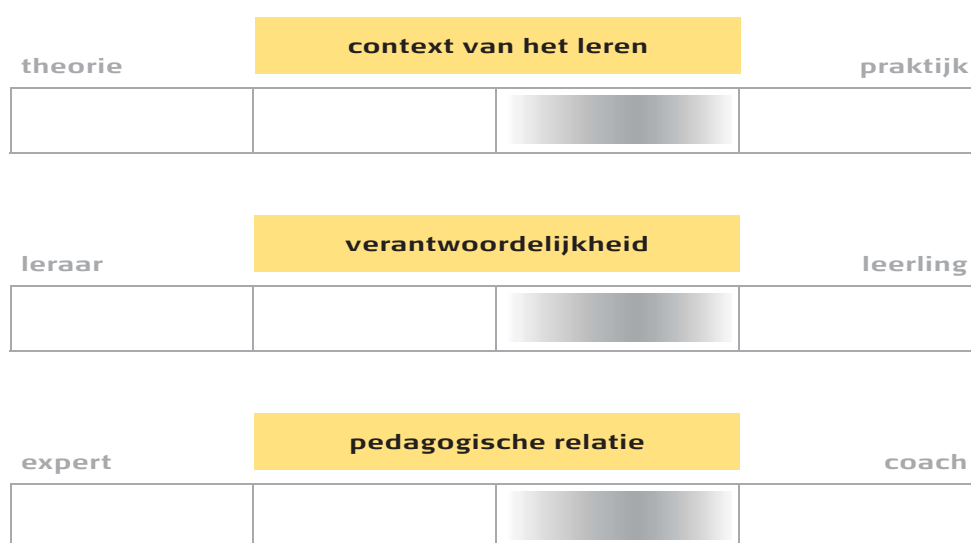 context van het leren
theorie praktijk
verantwoordelijkheid
leraar leerling
pedagogische relatie
expert coach